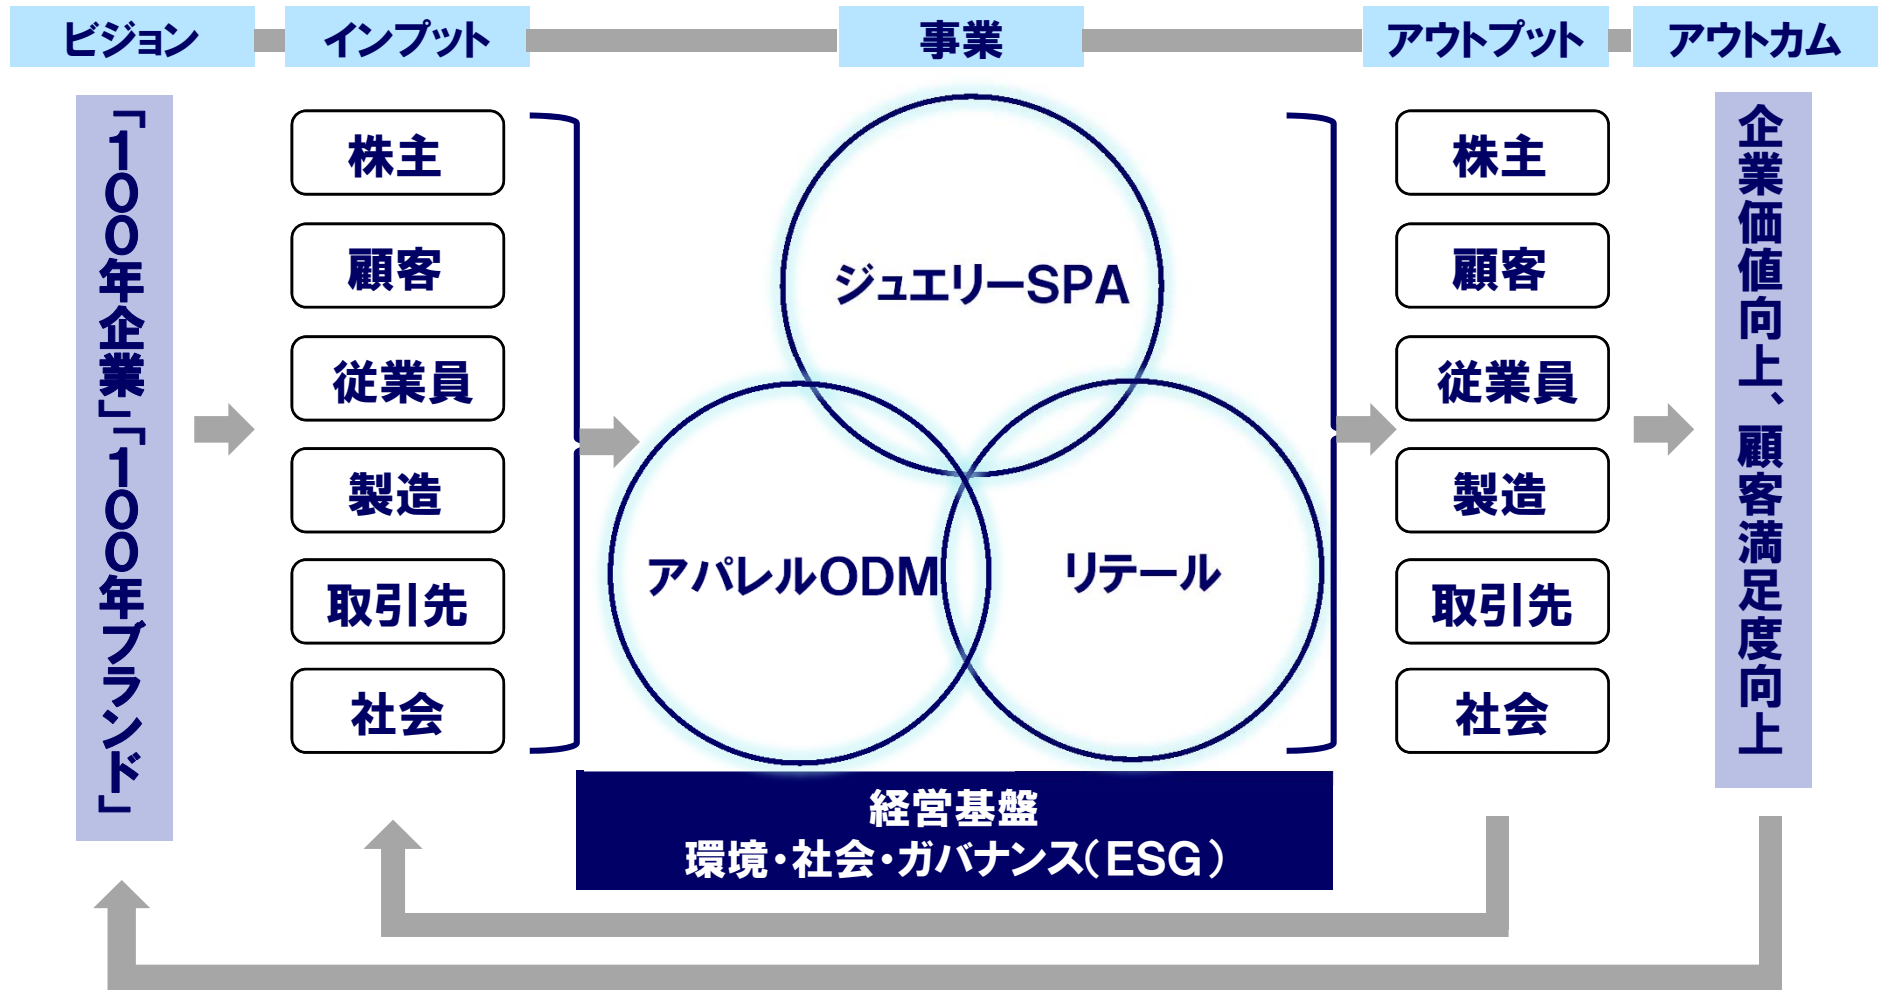 ビジョン
インプット
事業
アウトプット
アウトカム
「100年企業」「100年ブランド」
株主
顧客
従業員
製造
取引先
社会
ジュエリーSPA
アパレルODM
リテール
経営基盤
環境・社会・ガバナンス(ESG)
株主
顧客
従業員
製造
取引先
社会
企業価値向上、顧客満足度向上